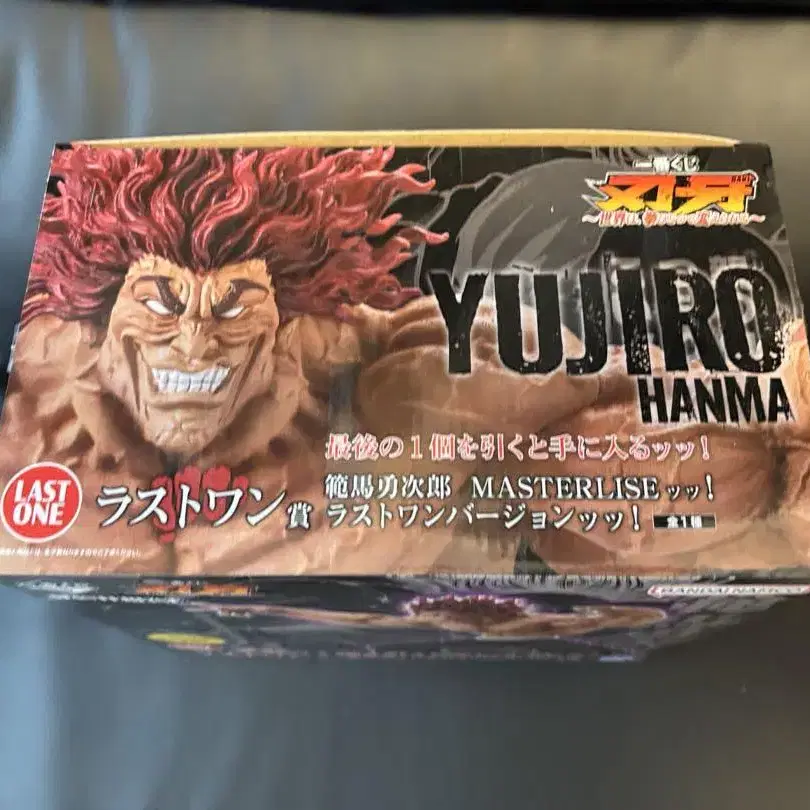 一番くじ
刃牙
BAKI
YUJIRO
HANMA
最後の1個を引くと手に入るッッ!
LAST
ONE
ラストワン賞
範馬勇次郎 MASTERLISEッッ!
ラストワンバージョンッッ!
全1種
BANDAI NAMCO